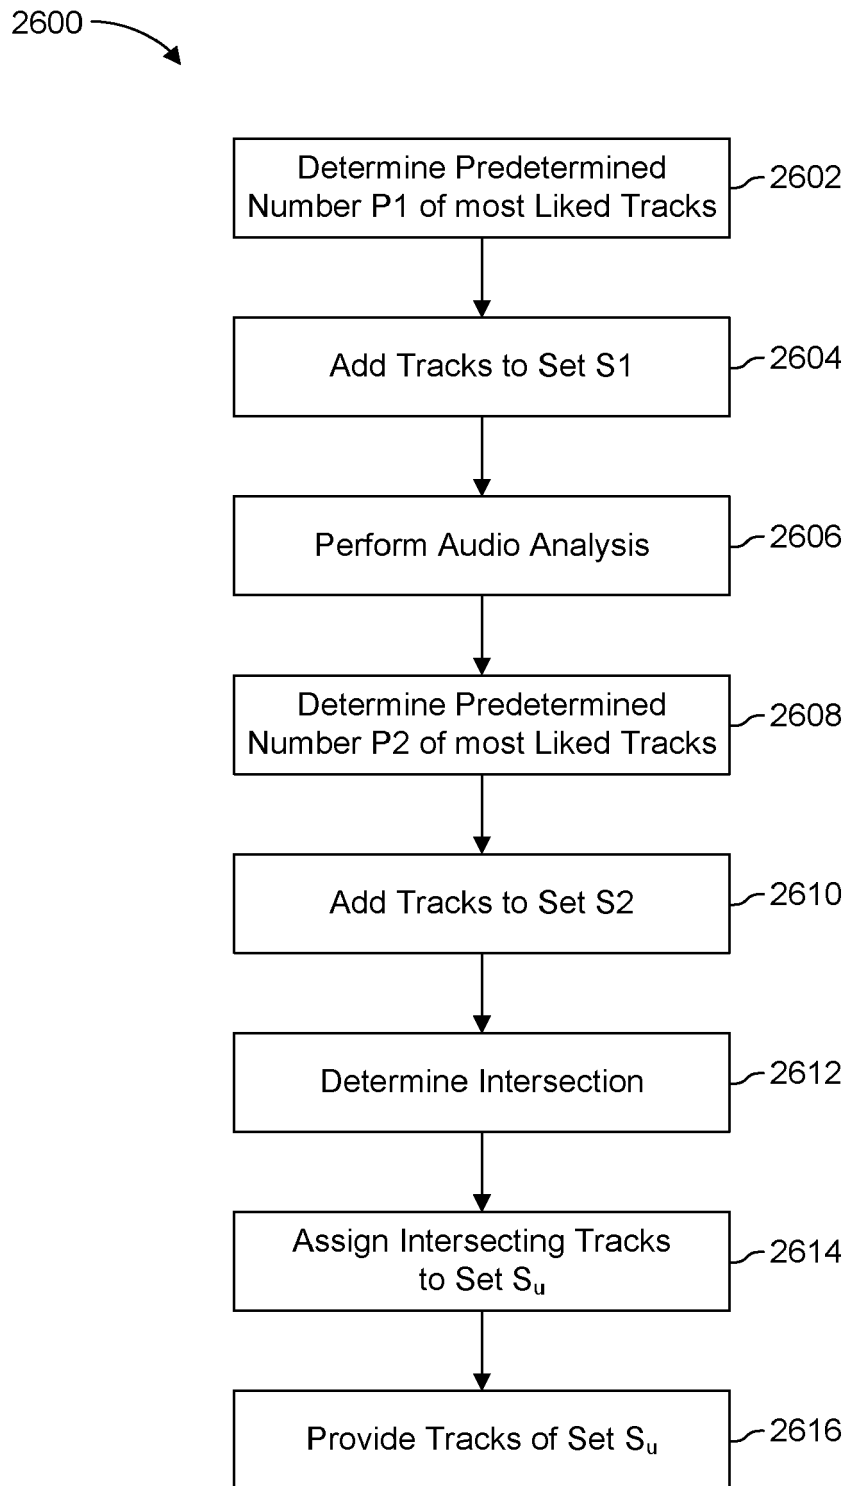 2600
Determine Predetermined
Number P1 of most Liked Tracks
2602
Add Tracks to Set S1
2604
Perform Audio Analysis
2606
Determine Predetermined
Number P2 of most Liked Tracks
2608
Add Tracks to Set S2
2610
Determine Intersection
2612
Assign Intersecting Tracks
to Set Su
2614
Provide Tracks of Set Su
2616